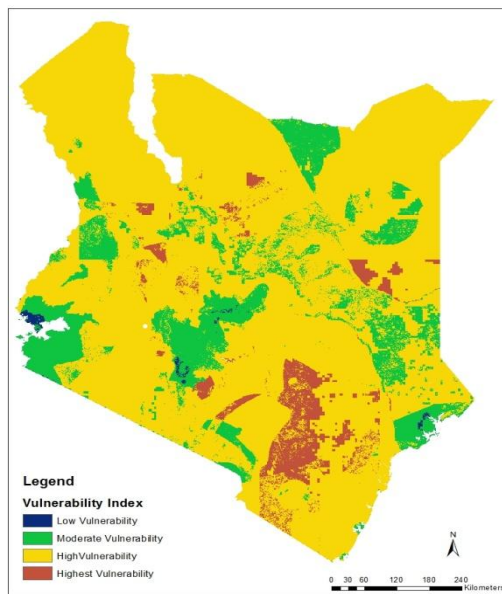 Legend
Vulnerability Index
Low Vulnerability
Moderate Vulnerability
HighVulnerability
Highest Vulnerability
N
0 30 60 120 180 240
Kilometers